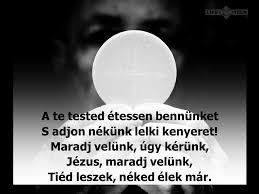 A te tested étessen bennünket
S adjon nékünk lelki kenyeret!
Maradj velünk, úgy kérünk,
Jézus, maradj velünk,
Tiéd leszek, néked élek már.